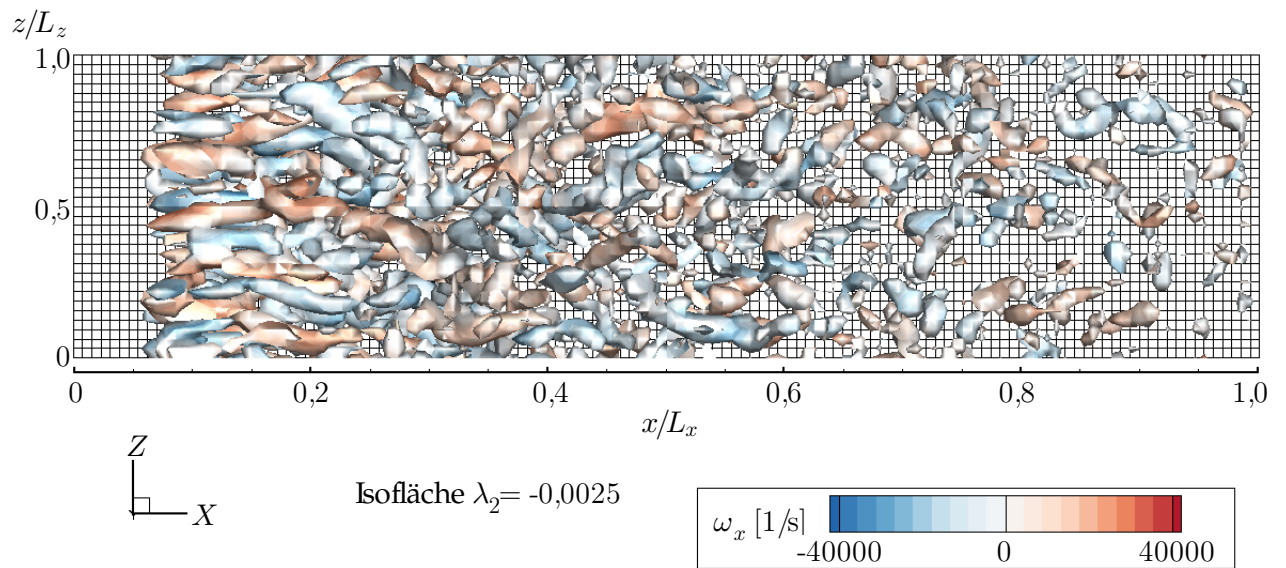 z/L_z
1,0
0,5
0
0 0,2 0,4 0,6 0,8 1,0
x/L_x
Z
X
Isofläche λ_2= -0,0025
ω_x [1/s]
-40000 0 40000